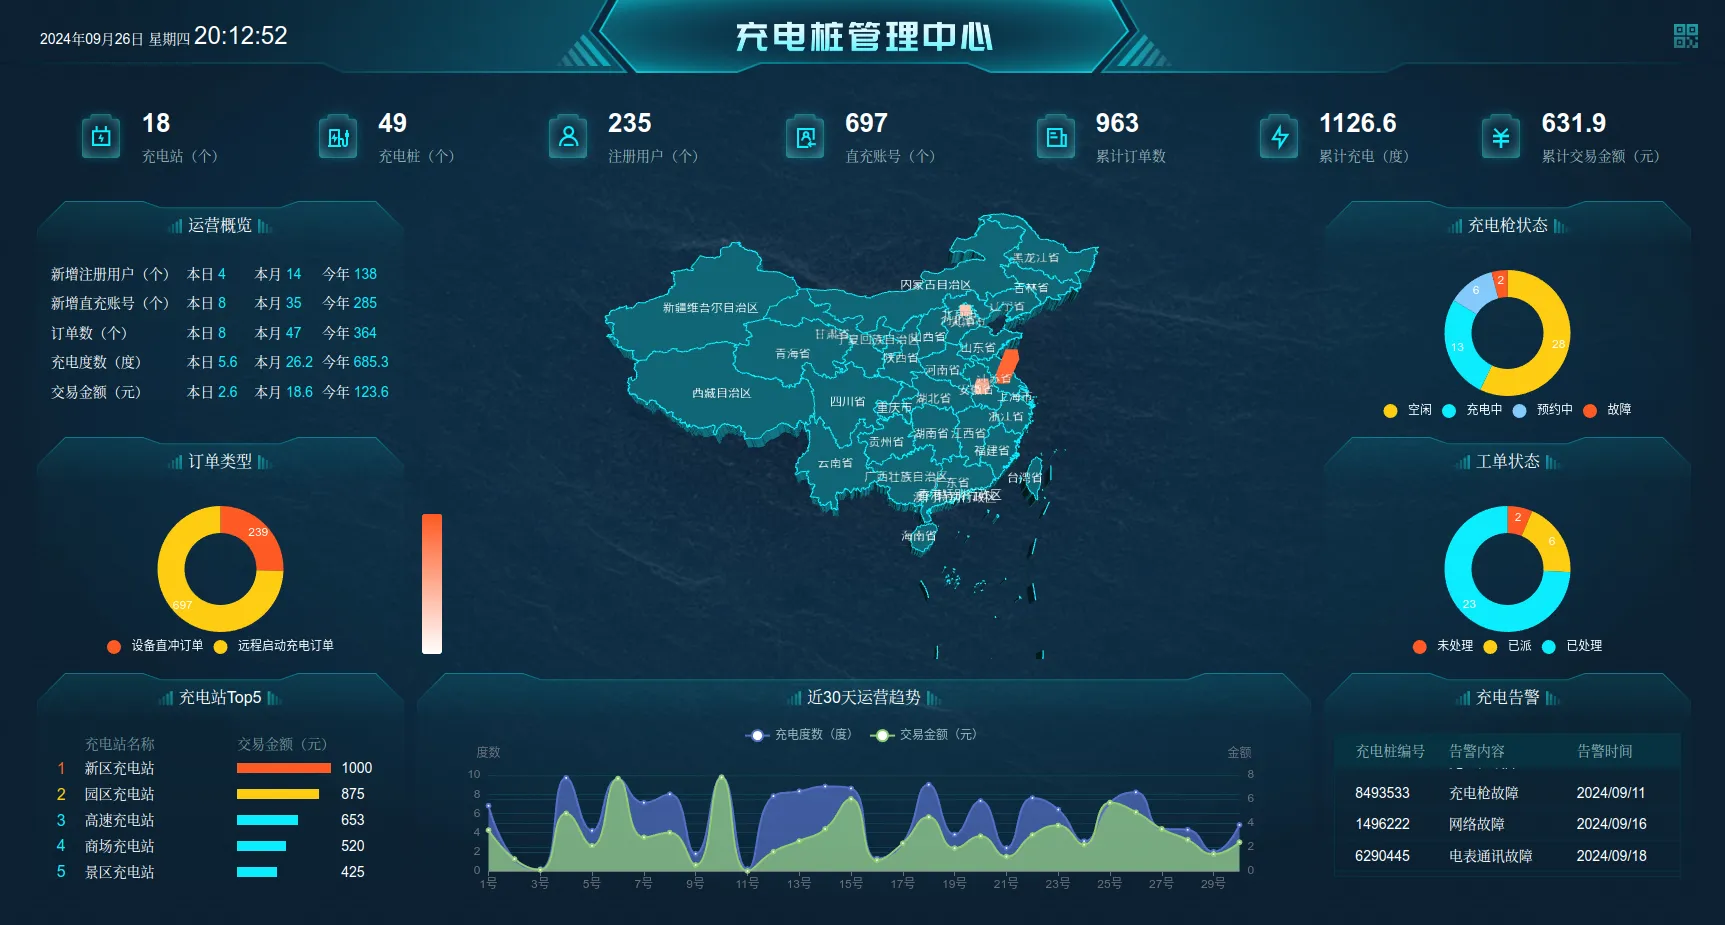 2024年09月26日 星期四 20:12:52
充电桩管理中心
18
充电站（个）
49
充电桩（个）
235
注册用户（个）
697
直充账号（个）
963
累计订单数
1126.6
累计充电（度）
631.9
累计交易金额（元）
运营概览
新增注册用户（个） 本日 4 本月 14 今年 138
新增直充账号（个） 本日 8 本月 35 今年 285
订单数（个） 本日 8 本月 47 今年 364
充电度数（度） 本日 5.6 本月 26.2 今年 685.3
交易金额（元） 本日 2.6 本月 18.6 今年 123.6
订单类型
239
697
设备直冲订单 远程启动充电订单
充电站Top5
充电站名称 交易金额（元）
1 新区充电站 1000
2 园区充电站 875
3 高速充电站 653
4 商场充电站 520
5 景区充电站 425
黑龙江省
内蒙古自治区
吉林省
新疆维吾尔自治区
辽宁省
甘肃省
宁夏回族自治区
山西省
青海省
陕西省
山东省
河南省
西藏自治区
江苏省
安徽省
四川省
重庆市
湖北省
上海市
浙江省
贵州省
湖南省
江西省
福建省
云南省
广西壮族自治区
广东省
台湾省
海南省
近30天运营趋势
充电度数（度） 交易金额（元）
度数 金额
10 8 6 4 2 0
8 6 4 2 0
1号 3号 5号 7号 9号 11号 13号 15号 17号 19号 21号 23号 25号 27号 29号
充电枪状态
2
6
28
13
空闲 充电中 预约中 故障
工单状态
2
6
23
未处理 已派 已处理
充电告警
充电桩编号 告警内容 告警时间
8493533 充电枪故障 2024/09/11
1496222 网络故障 2024/09/16
6290445 电表通讯故障 2024/09/18